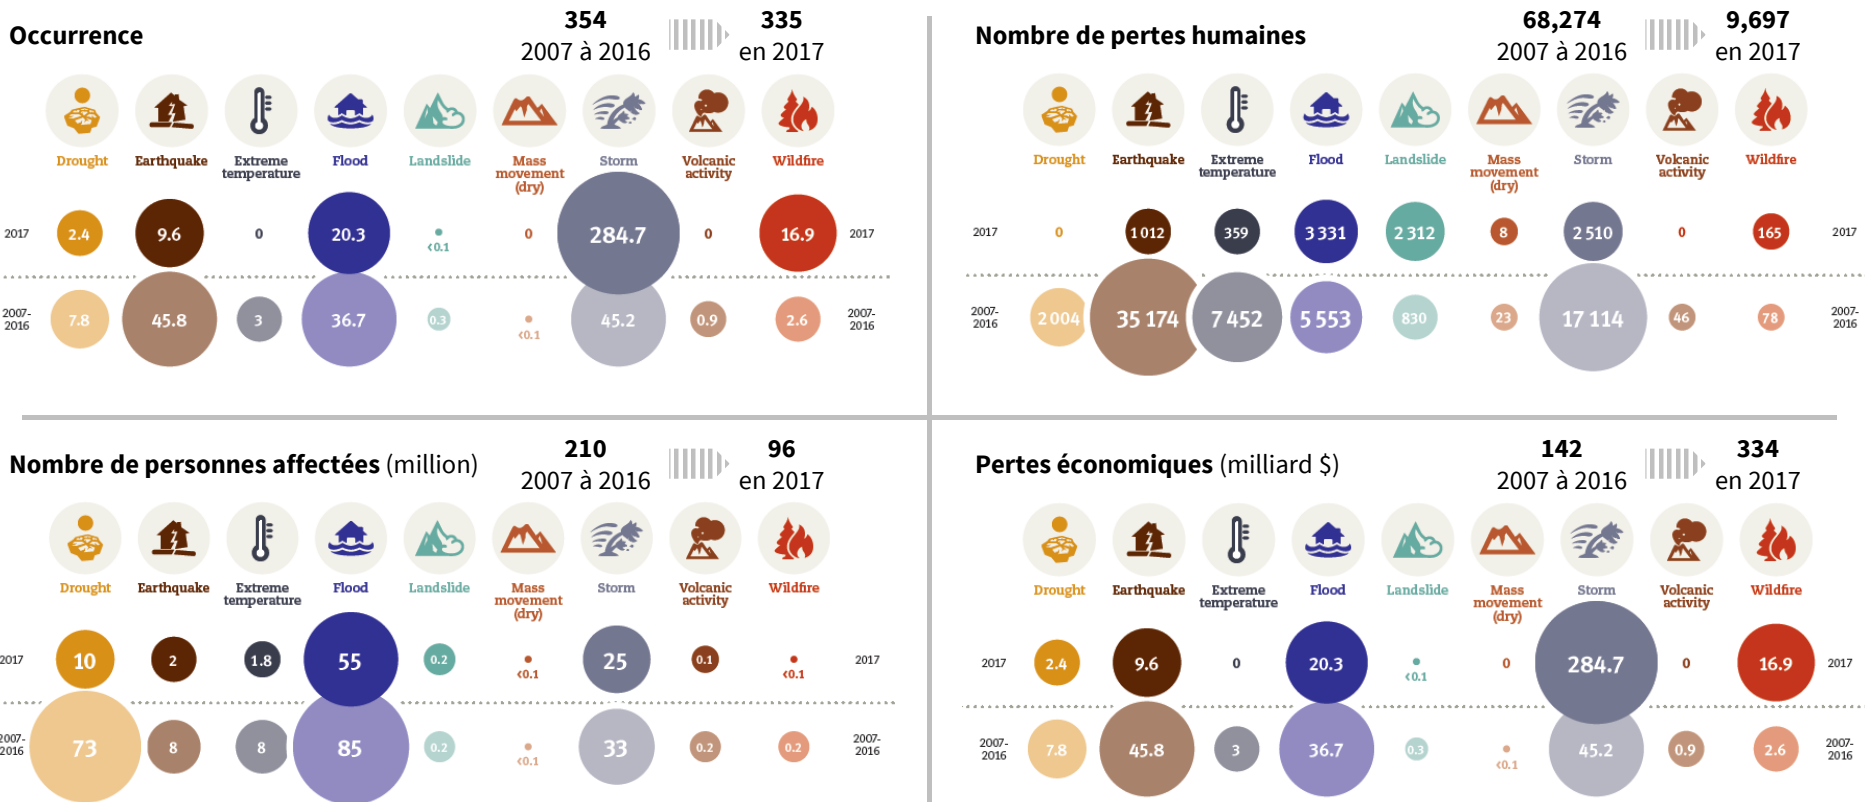 Occurrence
354
2007 à 2016
335
en 2017
Drought Earthquake Extreme temperature Flood Landslide Mass movement (dry) Storm Volcanic activity Wildfire
2017 2.4 9.6 0 20.3 <0.1 0 284.7 0 16.9 2017
2007-2016 7.8 45.8 3 36.7 0.3 <0.1 45.2 0.9 2.6 2007-2016
Nombre de pertes humaines
68,274
2007 à 2016
9,697
en 2017
Drought Earthquake Extreme temperature Flood Landslide Mass movement (dry) Storm Volcanic activity Wildfire
2017 0 1 012 359 3 331 2 312 8 2 510 0 165 2017
2007-2016 2 004 35 174 7 452 5 553 830 23 17 114 46 78 2007-2016
Nombre de personnes affectées (million)
210
2007 à 2016
96
en 2017
Drought Earthquake Extreme temperature Flood Landslide Mass movement (dry) Storm Volcanic activity Wildfire
2017 10 2 1.8 55 0.2 <0.1 25 0.1 <0.1 2017
2007-2016 73 8 8 85 0.2 <0.1 33 0.2 0.2 2007-2016
Pertes économiques (milliard $)
142
2007 à 2016
334
en 2017
Drought Earthquake Extreme temperature Flood Landslide Mass movement (dry) Storm Volcanic activity Wildfire
2017 2.4 9.6 0 20.3 <0.1 0 284.7 0 16.9 2017
2007-2016 7.8 45.8 3 36.7 0.3 <0.1 45.2 0.9 2.6 2007-2016